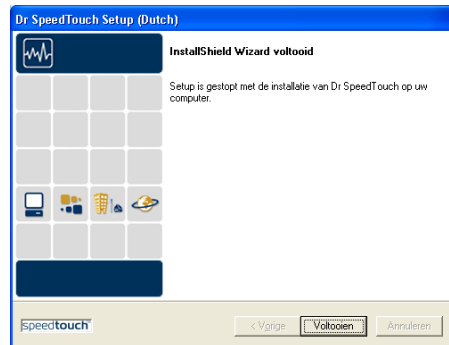 Dr SpeedTouch Setup (Dutch)
InstallShield Wizard voltooid
Setup is gestopt met de installatie van Dr SpeedTouch op uw
computer.
speedtouch™
< Vorige
Voltooien
Annuleren